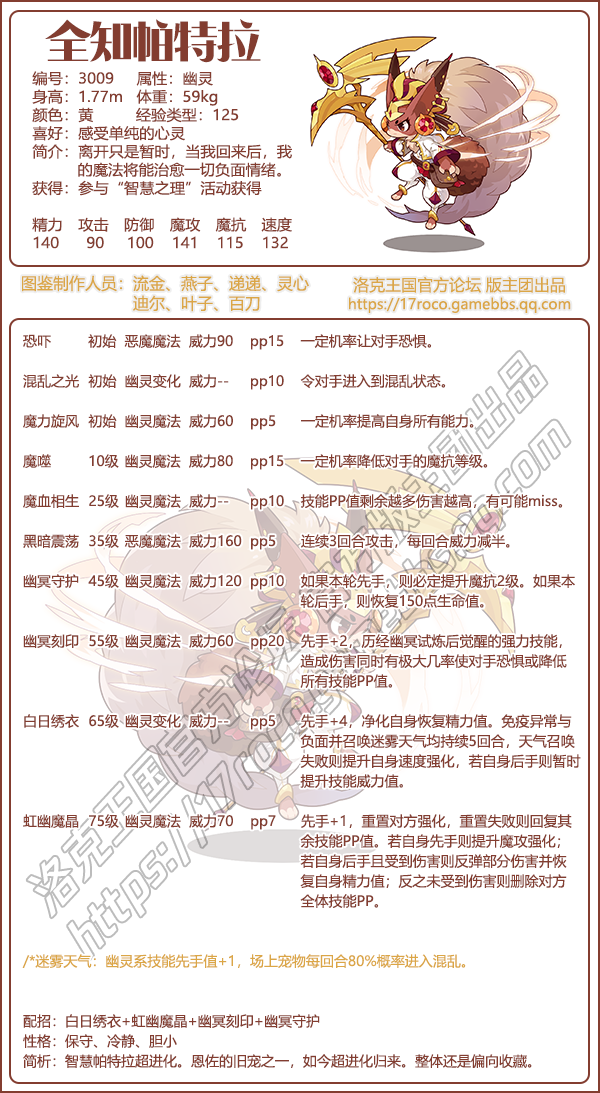 全知帕特拉
编号：3009 属性：幽灵
身高：1.77m 体重：59kg
颜色：黄 经验类型：125
喜好：感受单纯的心灵
简介：离开只是暂时，当我回来后，我
的魔法将能治愈一切负面情绪。
获得：参与“智慧之理”活动获得
精力 攻击 防御 魔攻 魔抗 速度
140 90 100 141 115 132
图鉴制作人员：流金、燕子、递递、灵心
迪尔、叶子、百刀
洛克王国官方论坛 版主团出品
https://17roco.gamebbs.qq.com
恐吓 初始 恶魔魔法 威力90 pp15 一定机率让对手恐惧。
混乱之光 初始 幽灵变化 威力-- pp10 令对手进入到混乱状态。
魔力旋风 初始 幽灵魔法 威力60 pp5 一定机率提高自身所有能力。
魔噬 10级 幽灵魔法 威力80 pp15 一定机率降低对手的魔抗等级。
魔血相生 25级 幽灵魔法 威力-- pp10 技能PP值剩余越多伤害越高，有可能miss。
黑暗震荡 35级 恶魔魔法 威力160 pp5 连续3回合攻击，每回合威力减半。
幽冥守护 45级 幽灵魔法 威力120 pp10 如果本轮先手，则必定提升魔抗2级。如果本
轮后手，则恢复150点生命值。
幽冥刻印 55级 幽灵魔法 威力60 pp20 先手+2，历经幽冥试炼后觉醒的强力技能，
造成伤害同时有极大几率使对手恐惧或降低
所有技能PP值。
白日绣衣 65级 幽灵变化 威力-- pp5 先手+4，净化自身恢复精力值。免疫异常与
负面并召唤迷雾天气均持续5回合，天气召唤
失败则提升自身速度强化，若自身后手则暂时
提升技能威力值。
虹幽魔晶 75级 幽灵魔法 威力70 pp7 先手+1，重置对方强化，重置失败则回复其
余技能PP值。若自身先手则提升魔攻强化；
若自身后手且受到伤害则反弹部分伤害并恢
复自身精力值；反之未受到伤害则删除对方
全体技能PP。
/*迷雾天气：幽灵系技能先手值+1，场上宠物每回合80%概率进入混乱。
配招：白日绣衣+虹幽魔晶+幽冥刻印+幽冥守护
性格：保守、冷静、胆小
简析：智慧帕特拉超进化。恩佐的旧宠之一，如今超进化归来。整体还是偏向收藏。
洛克王国官方论坛 版主团出品
https://17roco.gamebbs.qq.com